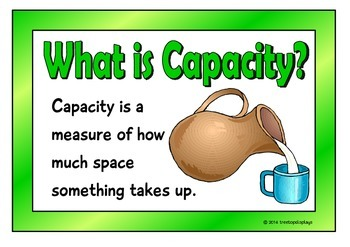 What is Capacity?
Capacity is a
measure of how
much space
something takes up.
© 2014 treetopdisplays